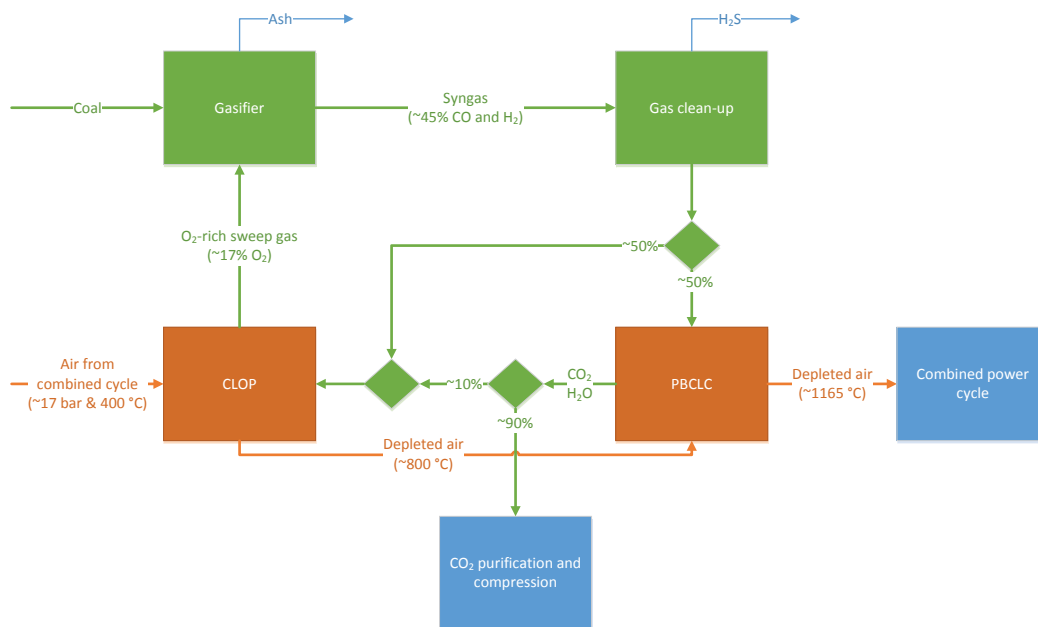 Ash
H₂S
Coal
Gasifier
Syngas
(~45% CO and H₂)
Gas clean-up
O₂-rich sweep gas
(~17% O₂)
~50%
~50%
Air from
combined cycle
(~17 bar & 400 °C)
CLOP
~10%
CO₂
H₂O
PBCLC
Depleted air
(~1165 °C)
Combined power
cycle
~90%
Depleted air
(~800 °C)
CO₂ purification and
compression